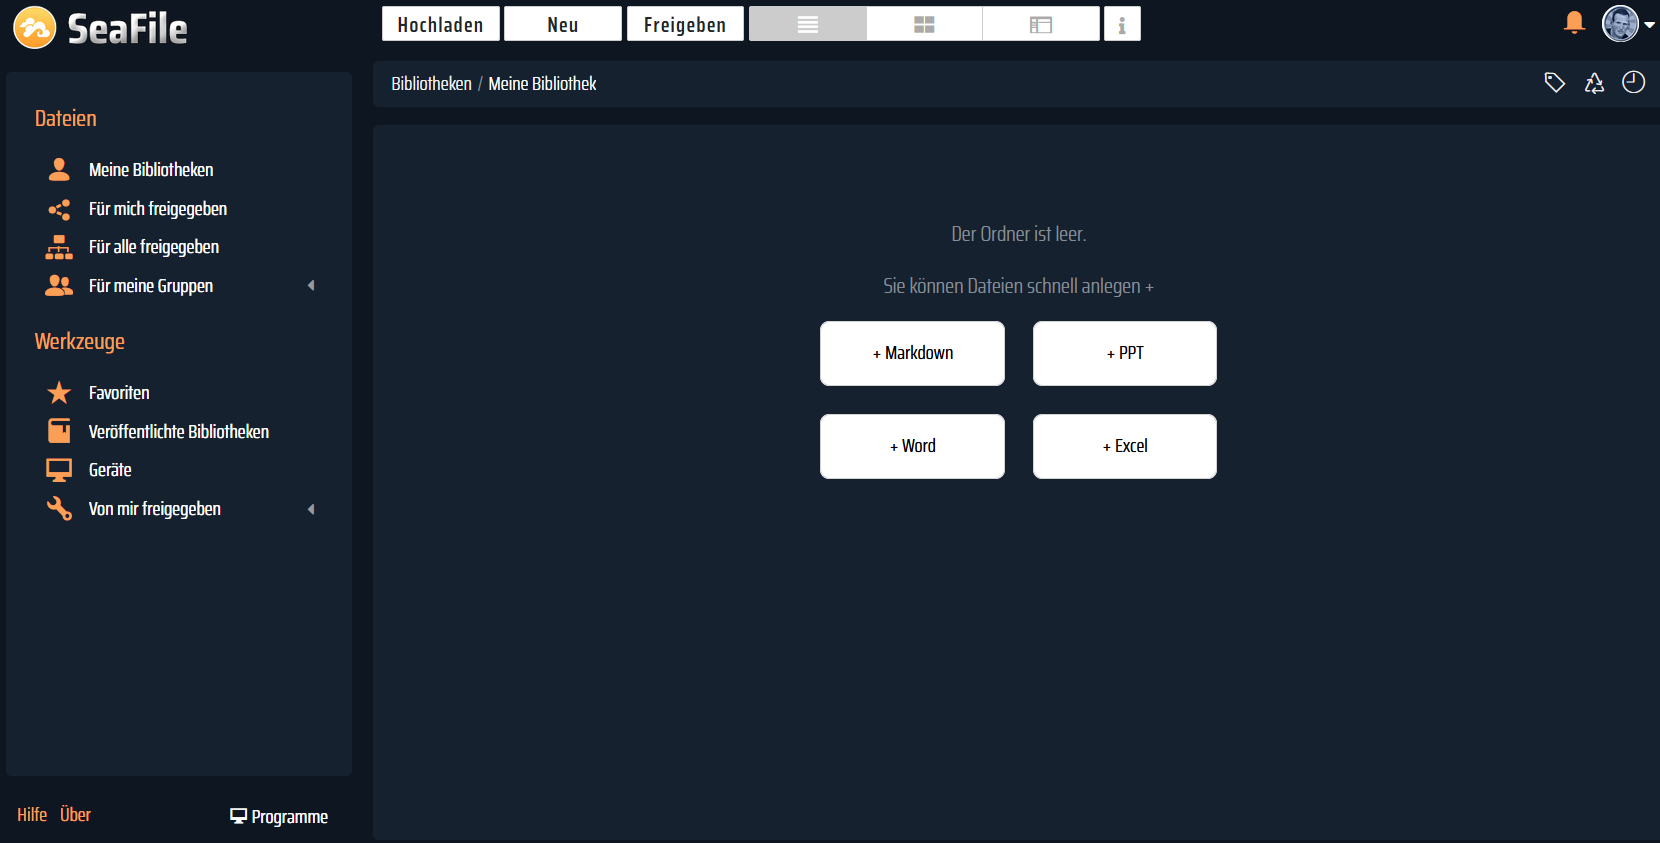 SeaFile
Hochladen
Neu
Freigeben
Bibliotheken / Meine Bibliothek
Dateien
Meine Bibliotheken
Für mich freigegeben
Für alle freigegeben
Für meine Gruppen
Werkzeuge
Favoriten
Veröffentlichte Bibliotheken
Geräte
Von mir freigegeben
Hilfe
Über
Programme
Der Ordner ist leer.
Sie können Dateien schnell anlegen +
+ Markdown
+ PPT
+ Word
+ Excel